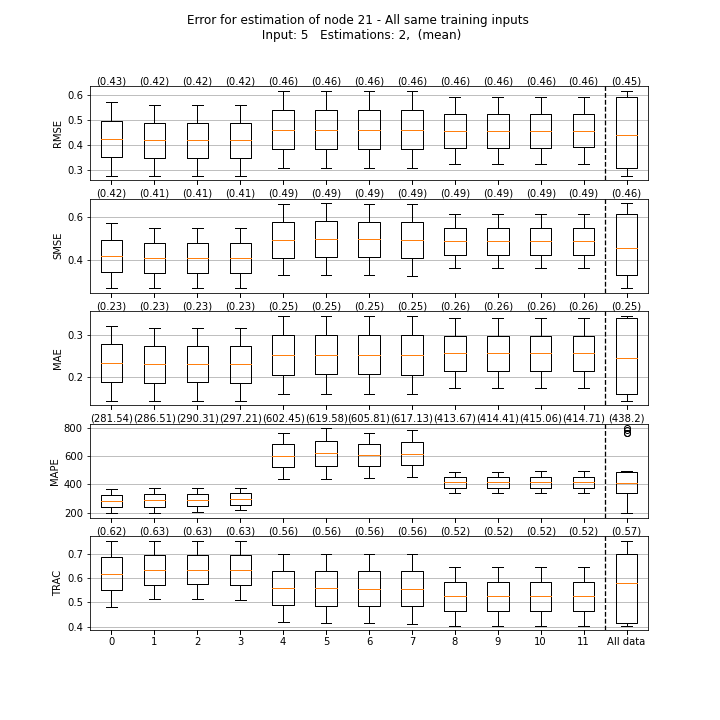 Error for estimation of node 21 - All same training inputs
Input: 5 Estimations: 2, (mean)
(0.43) (0.42) (0.42) (0.42) (0.46) (0.46) (0.46) (0.46) (0.46) (0.46) (0.46) (0.46) (0.45)
0.6
0.5
RMSE
0.4
0.3
(0.42) (0.41) (0.41) (0.41) (0.49) (0.49) (0.49) (0.49) (0.49) (0.49) (0.49) (0.49) (0.46)
0.6
SMSE
0.4
(0.23) (0.23) (0.23) (0.23) (0.25) (0.25) (0.25) (0.25) (0.26) (0.26) (0.26) (0.26) (0.25)
0.3
MAE
0.2
(281.54) (286.51) (290.31) (297.21) (602.45) (619.58) (605.81) (617.13) (413.67) (414.41) (415.06) (414.71) (438.2)
800
600
MAPE
400
200
(0.62) (0.63) (0.63) (0.63) (0.56) (0.56) (0.56) (0.56) (0.52) (0.52) (0.52) (0.52) (0.57)
0.7
0.6
TRAC
0.5
0.4
0 1 2 3 4 5 6 7 8 9 10 11 All data